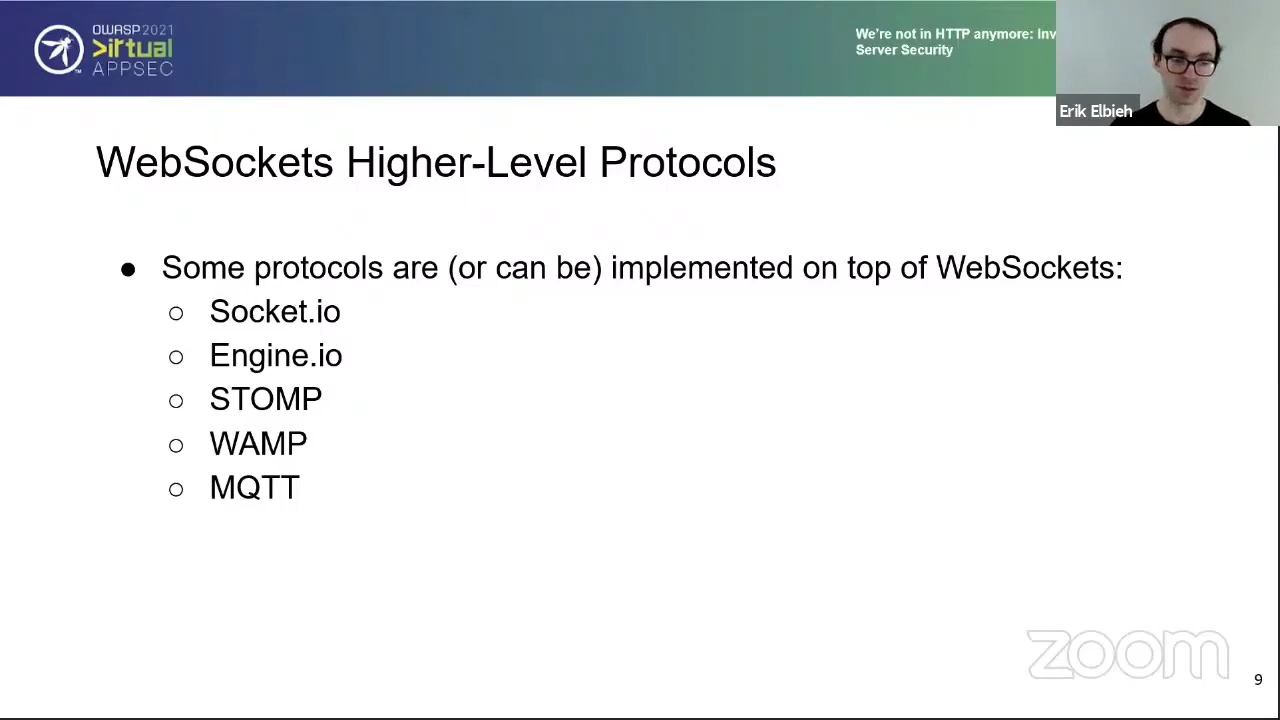 OWASP 2021
>irtual
APPSEC
We're not in HTTP anymore: Inv
Server Security
Erik Elbieh
WebSockets Higher-Level Protocols
● Some protocols are (or can be) implemented on top of WebSockets:
○ Socket.io
○ Engine.io
○ STOMP
○ WAMP
○ MQTT
zoom
9